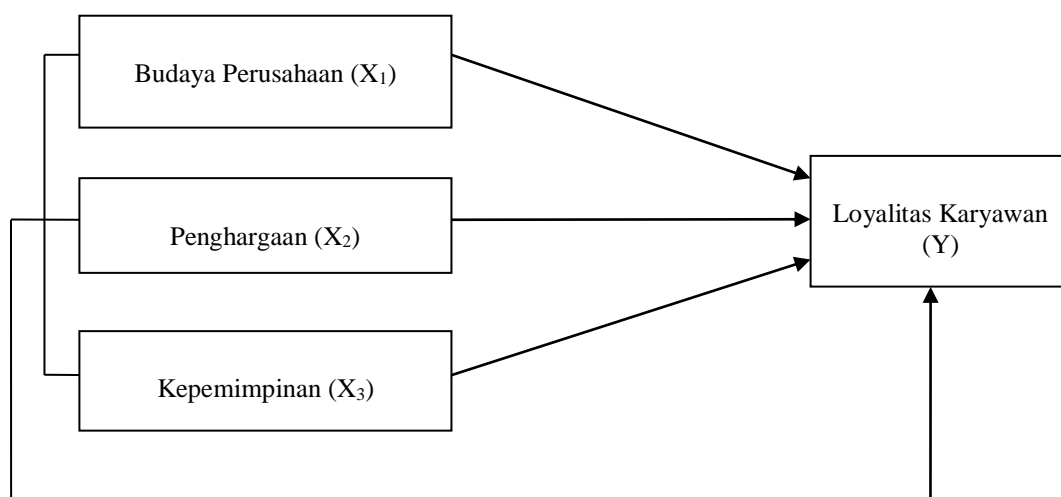 Budaya Perusahaan (X₁)
Penghargaan (X₂)
Loyalitas Karyawan
(Y)
Kepemimpinan (X₃)